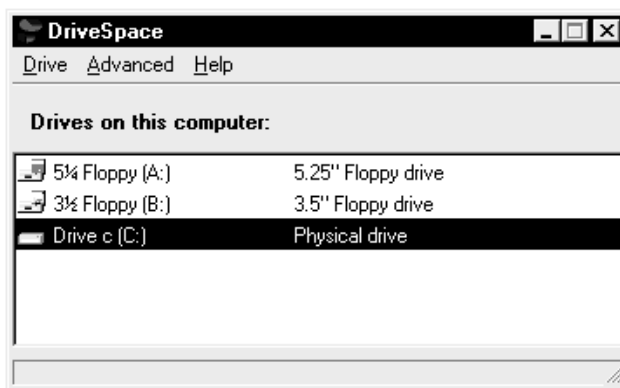 DriveSpace
Drive Advanced Help
Drives on this computer:
5¼ Floppy (A:) 5.25" Floppy drive
3½ Floppy (B:) 3.5" Floppy drive
Drive c (C:) Physical drive